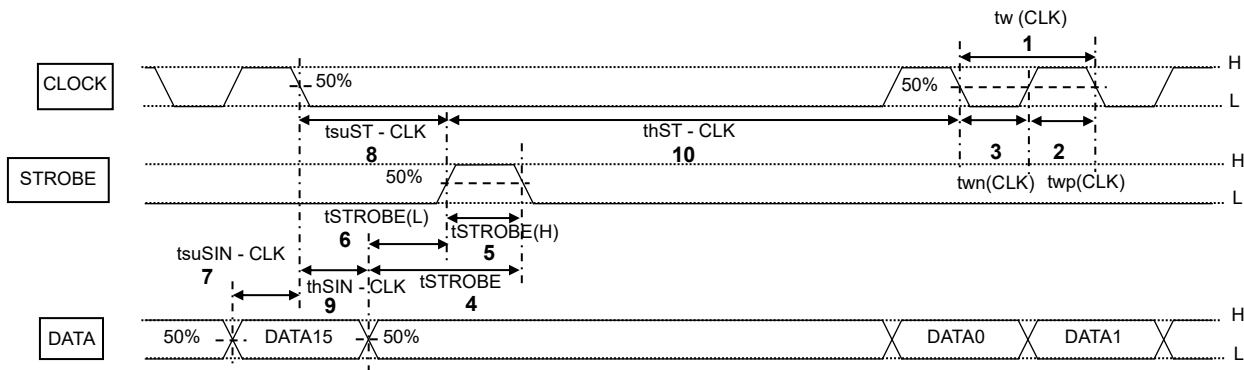 tw (CLK)
1
H
CLOCK
50%
50%
L
tsuST - CLK
thST - CLK
8
10
3
2
H
STROBE
50%
twn(CLK)
twp(CLK)
L
tSTROBE(L)
6
tSTROBE(H)
5
tsuSIN - CLK
7
thSIN - CLK
tSTROBE
9
4
H
DATA
50%
DATA15
50%
DATA0
DATA1
L